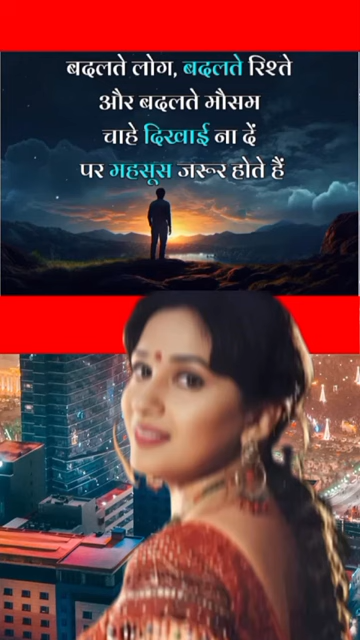 बदलते लोग, बदलते रिश्ते
और बदलते मौसम
चाहे दिखाई ना दें
पर महसूस जरूर होते हैं